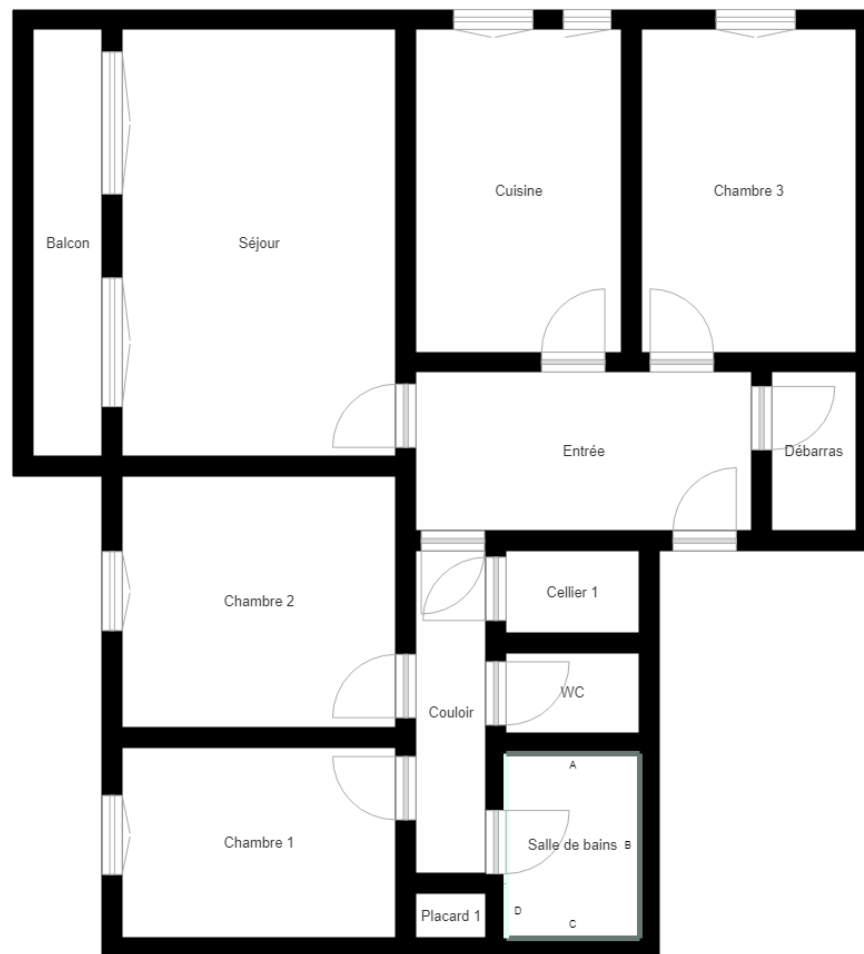 Cuisine
Chambre 3
Balcon
Séjour
Entrée
Débarras
Cellier 1
Chambre 2
WC
Couloir
A
Chambre 1
Salle de bains
B
D
Placard 1
C